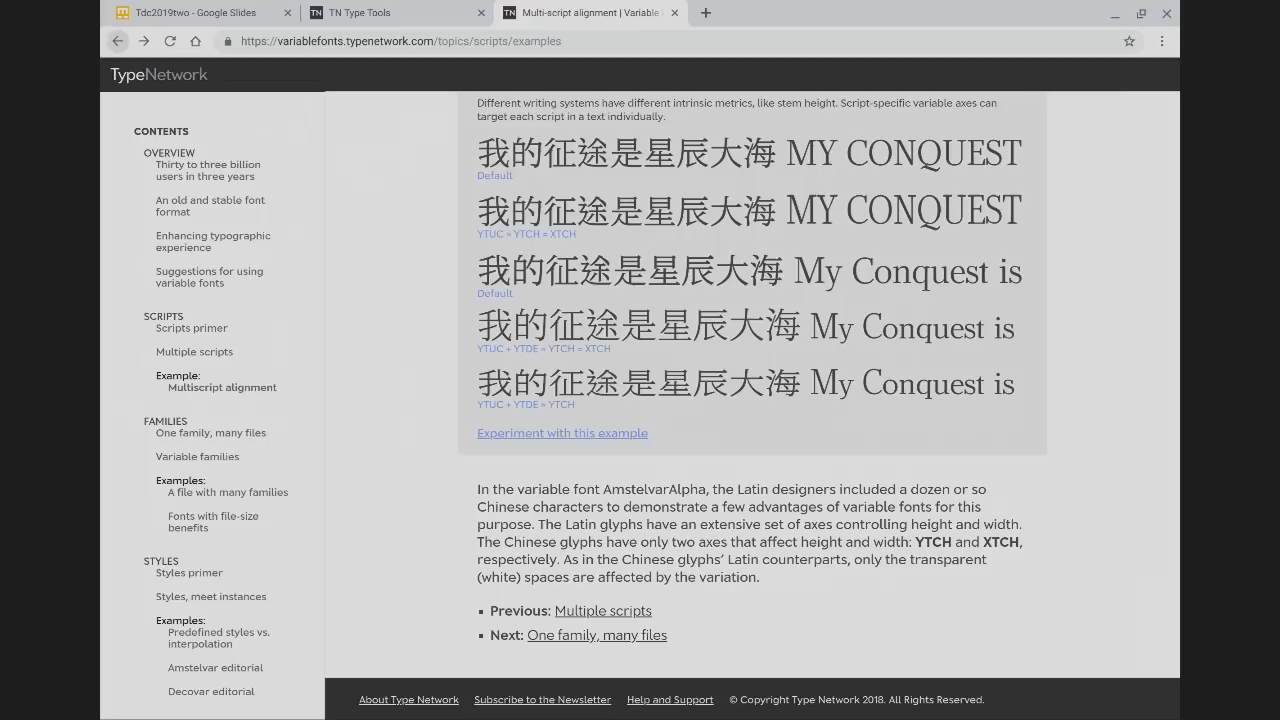 Tdc2019two - Google Slides
TN Type Tools
Multi-script alignment | Variable
https://variablefonts.typenetwork.com/topics/scripts/examples
TypeNetwork
CONTENTS
OVERVIEW
Thirty to three billion
users in three years
An old and stable font
format
Enhancing typographic
experience
Suggestions for using
variable fonts
SCRIPTS
Scripts primer
Multiple scripts
Example:
Multiscript alignment
FAMILIES
One family, many files
Variable families
Examples:
A file with many families
Fonts with file-size
benefits
STYLES
Styles primer
Styles, meet instances
Examples:
Predefined styles vs.
interpolation
Amstelvar editorial
Decovar editorial
Different writing systems have different intrinsic metrics, like stem height. Script-specific variable axes can
target each script in a text individually.
我的征途是星辰大海 MY CONQUEST
Default
我的征途是星辰大海 MY CONQUEST
YTUC = YTCH = XTCH
我的征途是星辰大海 My Conquest is
Default
我的征途是星辰大海 My Conquest is
YTUC + YTDE = YTCH = XTCH
我的征途是星辰大海 My Conquest is
YTUC + YTDE = YTCH
Experiment with this example
In the variable font AmstelvarAlpha, the Latin designers included a dozen or so
Chinese characters to demonstrate a few advantages of variable fonts for this
purpose. The Latin glyphs have an extensive set of axes controlling height and width.
The Chinese glyphs have only two axes that affect height and width: YTCH and XTCH,
respectively. As in the Chinese glyphs’ Latin counterparts, only the transparent
(white) spaces are affected by the variation.
▪ Previous: Multiple scripts
▪ Next: One family, many files
About Type Network Subscribe to the Newsletter Help and Support © Copyright Type Network 2018. All Rights Reserved.